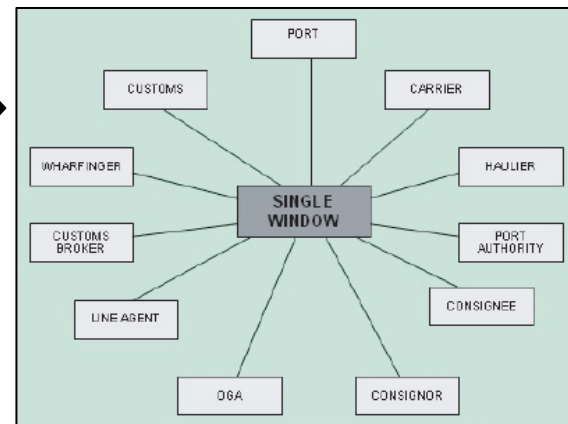 PORT
CUSTOMS
CARRIER
WHARFINGER
HAULIER
SINGLE
WINDOW
CUSTOMS
BROKER
PORT
AUTHORITY
LINE AGENT
CONSIGNEE
OGA
CONSIGNOR